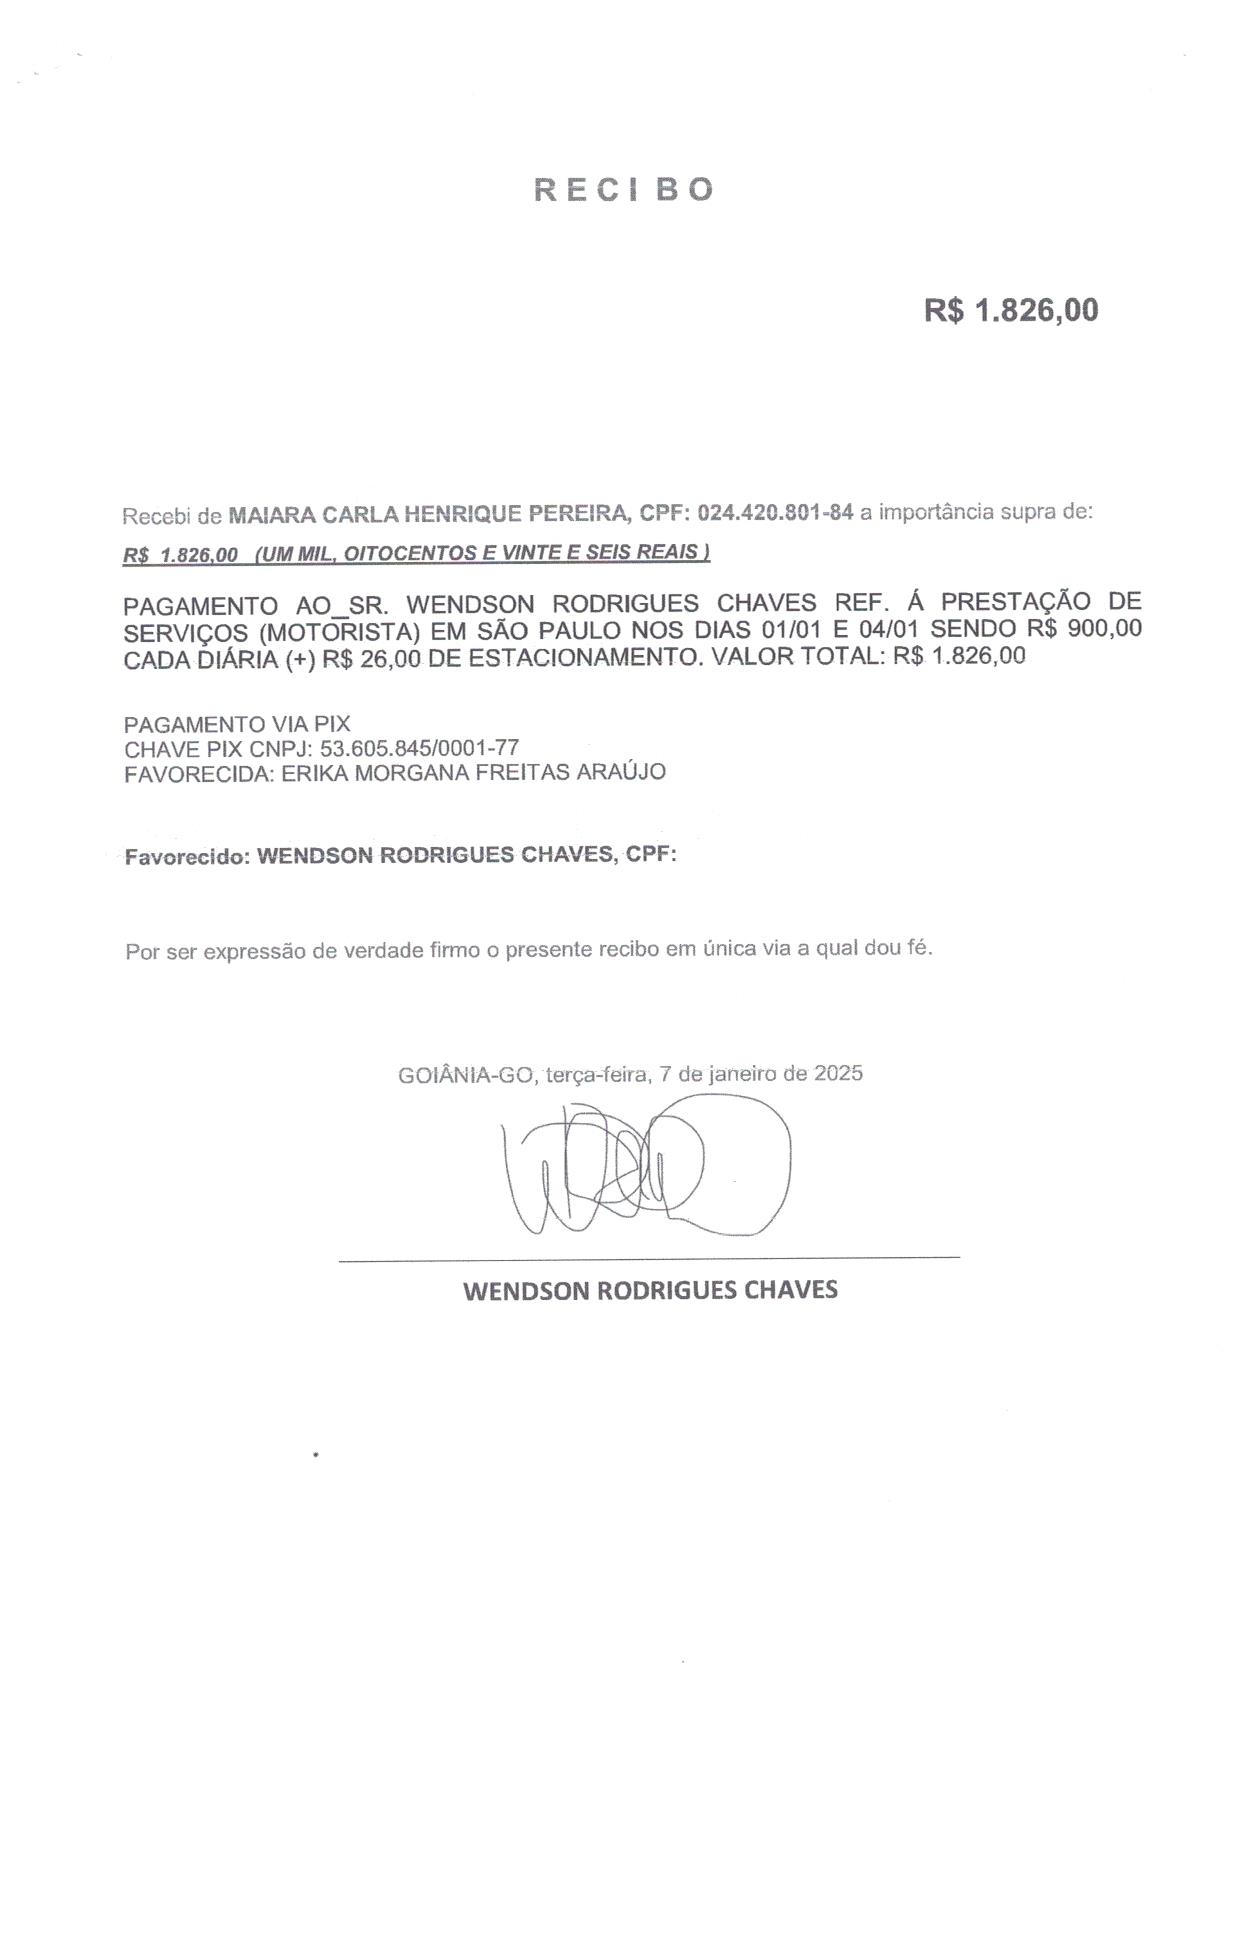 R E C I B O
R$ 1.826,00
Recebi de MAIARA CARLA HENRIQUE PEREIRA, CPF: 024.420.801-84 a importância supra de:
R$ 1.826,00 (UM MIL, OITOCENTOS E VINTE E SEIS REAIS )
PAGAMENTO AO_SR. WENDSON RODRIGUES CHAVES REF. Á PRESTAÇÃO DE
SERVIÇOS (MOTORISTA) EM SÃO PAULO NOS DIAS 01/01 E 04/01 SENDO R$ 900,00
CADA DIÁRIA (+) R$ 26,00 DE ESTACIONAMENTO. VALOR TOTAL: R$ 1.826,00
PAGAMENTO VIA PIX
CHAVE PIX CNPJ: 53.605.845/0001-77
FAVORECIDA: ERIKA MORGANA FREITAS ARAÚJO
Favorecido: WENDSON RODRIGUES CHAVES, CPF:
Por ser expressão de verdade firmo o presente recibo em única via a qual dou fé.
GOIÂNIA-GO, terça-feira, 7 de janeiro de 2025
WENDSON RODRIGUES CHAVES